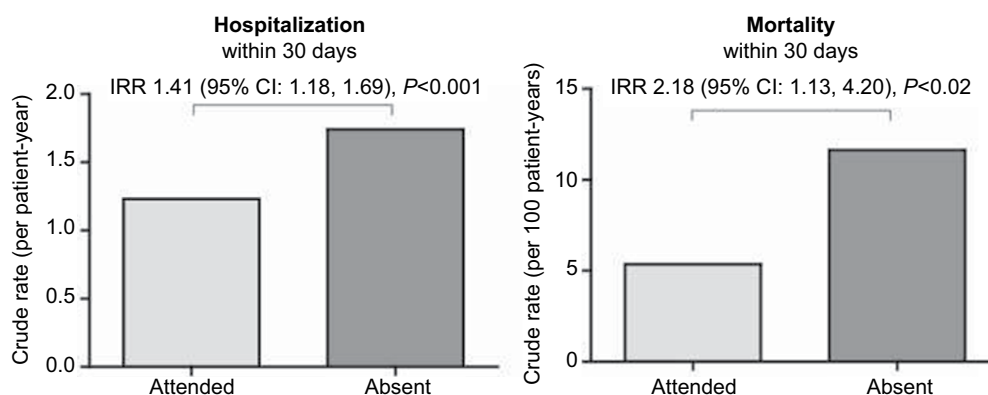 Hospitalization
within 30 days
IRR 1.41 (95% CI: 1.18, 1.69), P<0.001
Crude rate (per patient-year)
2.0
1.5
1.0
0.5
0.0
Attended
Absent
Mortality
within 30 days
IRR 2.18 (95% CI: 1.13, 4.20), P<0.02
Crude rate (per 100 patient-years)
15
10
5
0
Attended
Absent